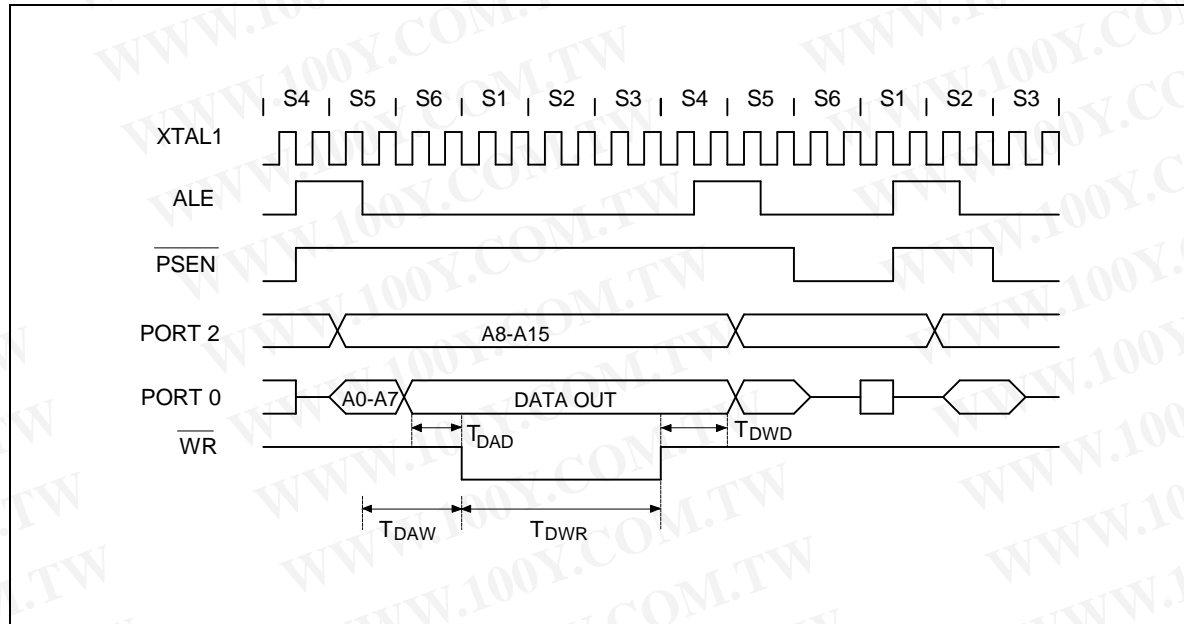 S4 S5 S6 S1 S2 S3 S4 S5 S6 S1 S2 S3
XTAL1
ALE
PSEN
PORT 2
A8-A15
PORT 0
A0-A7 DATA OUT
TDAD TDWD
WR
TDAW TDWR
WWW.100Y.COM.TW